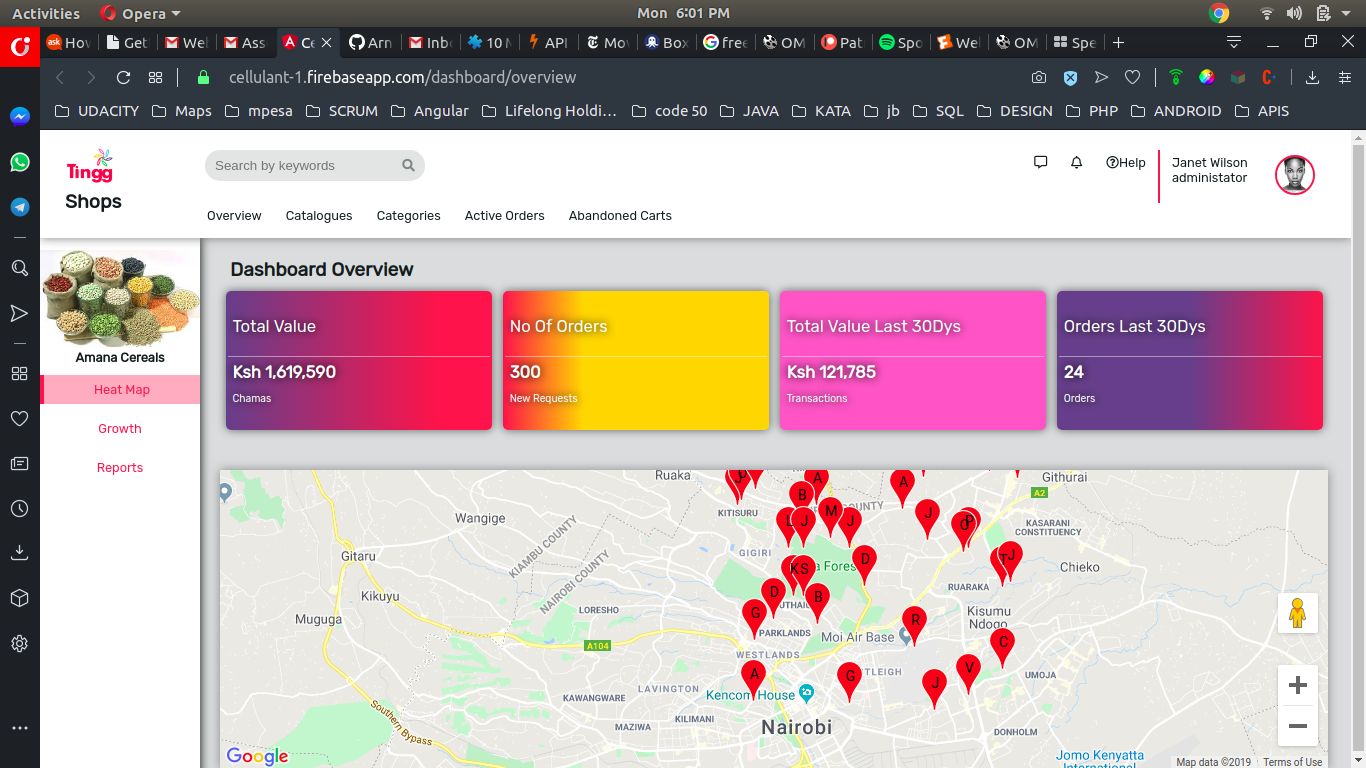 Activities
Opera
Mon 6:01 PM
Ho
Get
Wel
Ass
Ce
Arn
Inb
10 M
API
Mov
Box
free
OM
Pat
Spo
Wel
OM
Spe
cellulant-1.firebaseapp.com/dashboard/overview
UDACITY
Maps
mpesa
SCRUM
Angular
Lifelong Holdi…
code 50
JAVA
KATA
jb
SQL
DESIGN
PHP
ANDROID
APIS
Tingg
Shops
Search by keywords
Help
Janet Wilson
administator
Overview
Catalogues
Categories
Active Orders
Abandoned Carts
Amana Cereals
Heat Map
Growth
Reports
Dashboard Overview
Total Value
Ksh 1,619,590
Chamas
No Of Orders
300
New Requests
Total Value Last 30Dys
Ksh 121,785
Transactions
Orders Last 30Dys
24
Orders
Ruaka
Githurai
A
A
J
B
A2
KITISURU
M
J
J
J
P
COUNTY
Wangige
KASARANI
CONSTITUENCY
KIAMBU COUNTY
NAIROBI COUNTY
GIGIRI
Gitaru
D
J
Chieko
K
S
RUARAKA
Kikuyu
D
B
LORESHO
G
Kisumu
Ndogo
Muguga
R
PARKLANDS
Moi Air Base
A104
WESTLANDS
C
A
G
V
J
UMOJA
LAVINGTON
Kencom House
KAWANGWARE
KILIMANI
MAZIWA
Nairobi
Southern Bypass
DONHOLM
Jomo Kenyatta
International
Google
Map data ©2019
Terms of Use